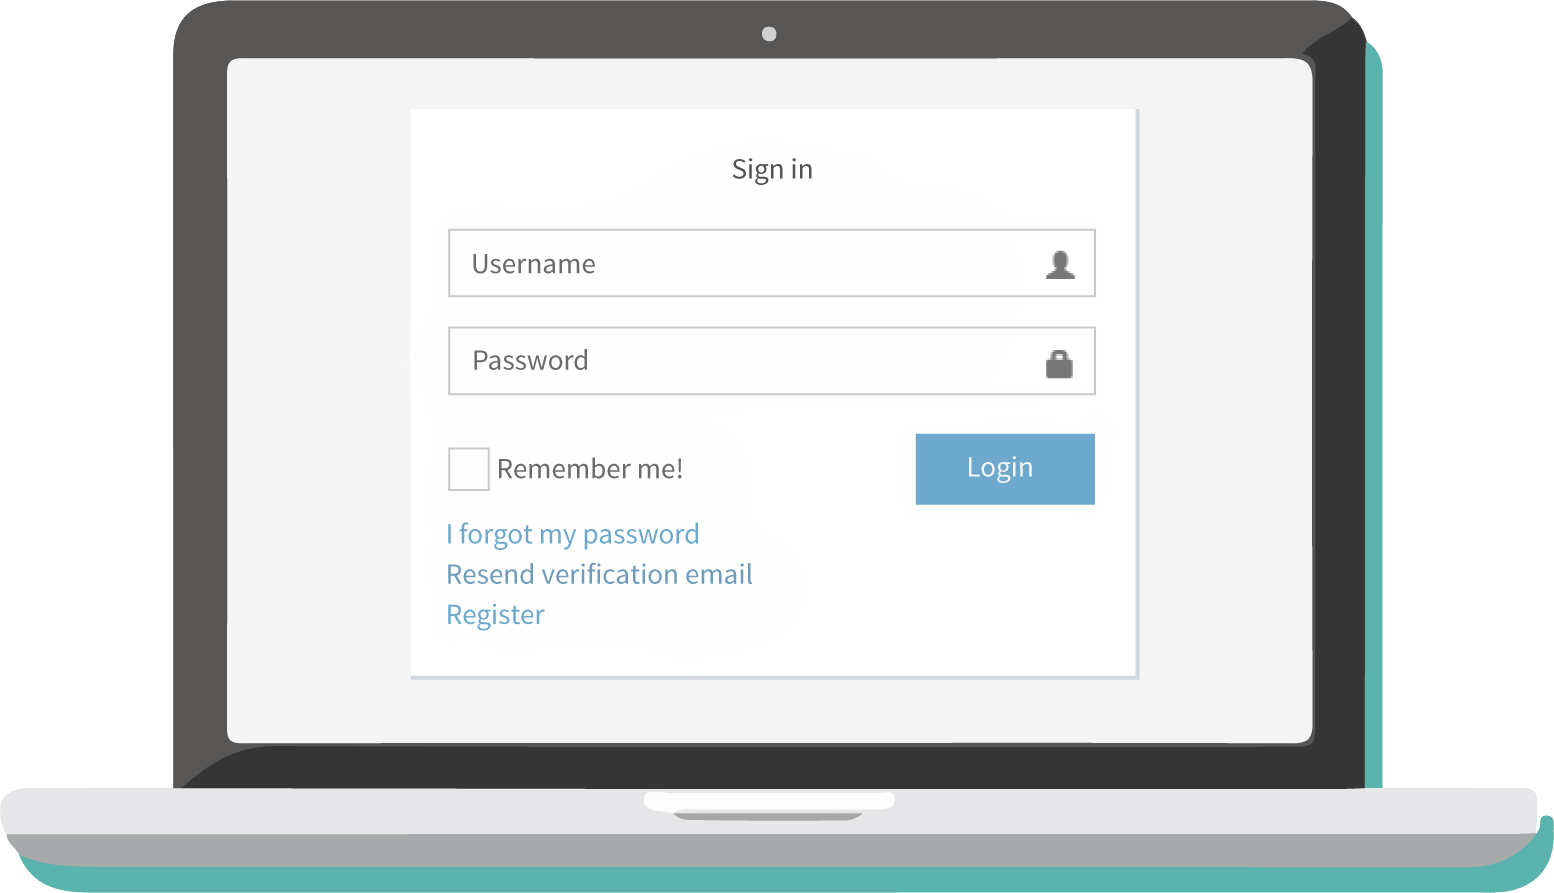 Sign in
Username
Password
Remember me!
Login
I forgot my password
Resend verification email
Register